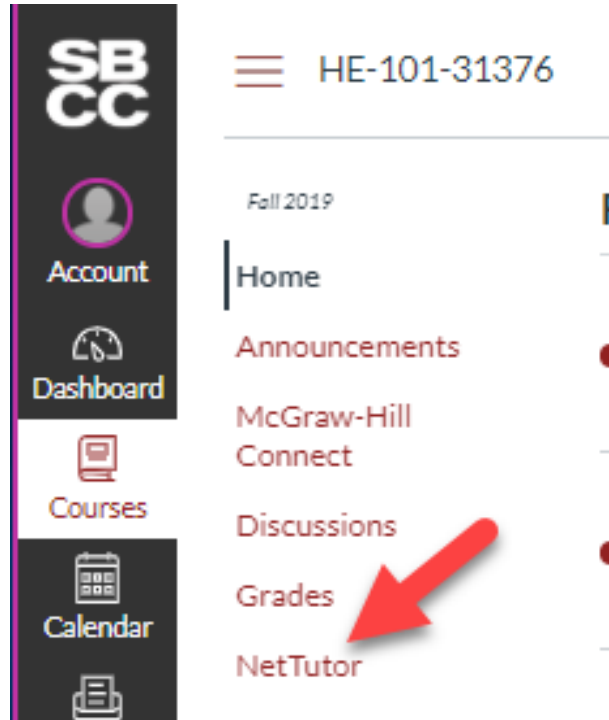 SB
CC
HE-101-31376
Fall 2019
Account
Dashboard
Courses
Calendar
Home
Announcements
McGraw-Hill
Connect
Discussions
Grades
NetTutor